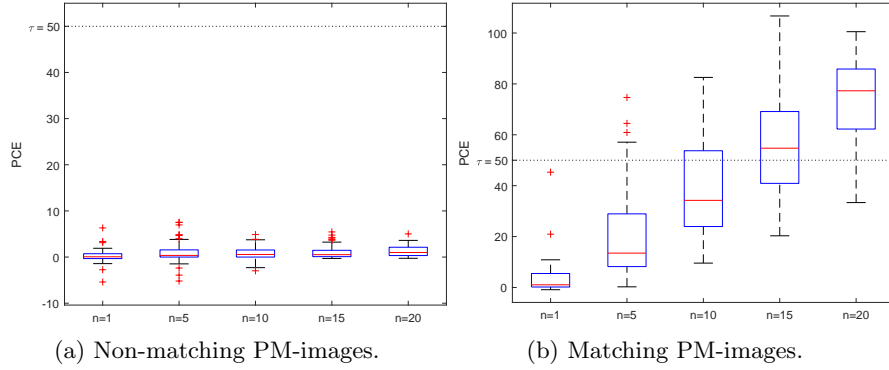 τ = 50
50
40
30
20
10
0
-10
PCE
n=1 n=5 n=10 n=15 n=20
(a) Non-matching PM-images.
100
80
60
τ = 50
40
20
0
PCE
n=1 n=5 n=10 n=15 n=20
(b) Matching PM-images.